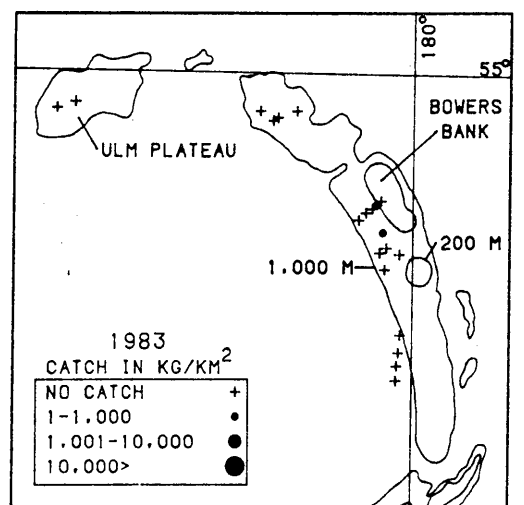 180°
55°
BOWERS
BANK
ULM PLATEAU
200 M
1,000 M
1983
CATCH IN KG/KM²
NO CATCH +
1-1,000
1,001-10,000
10,000>